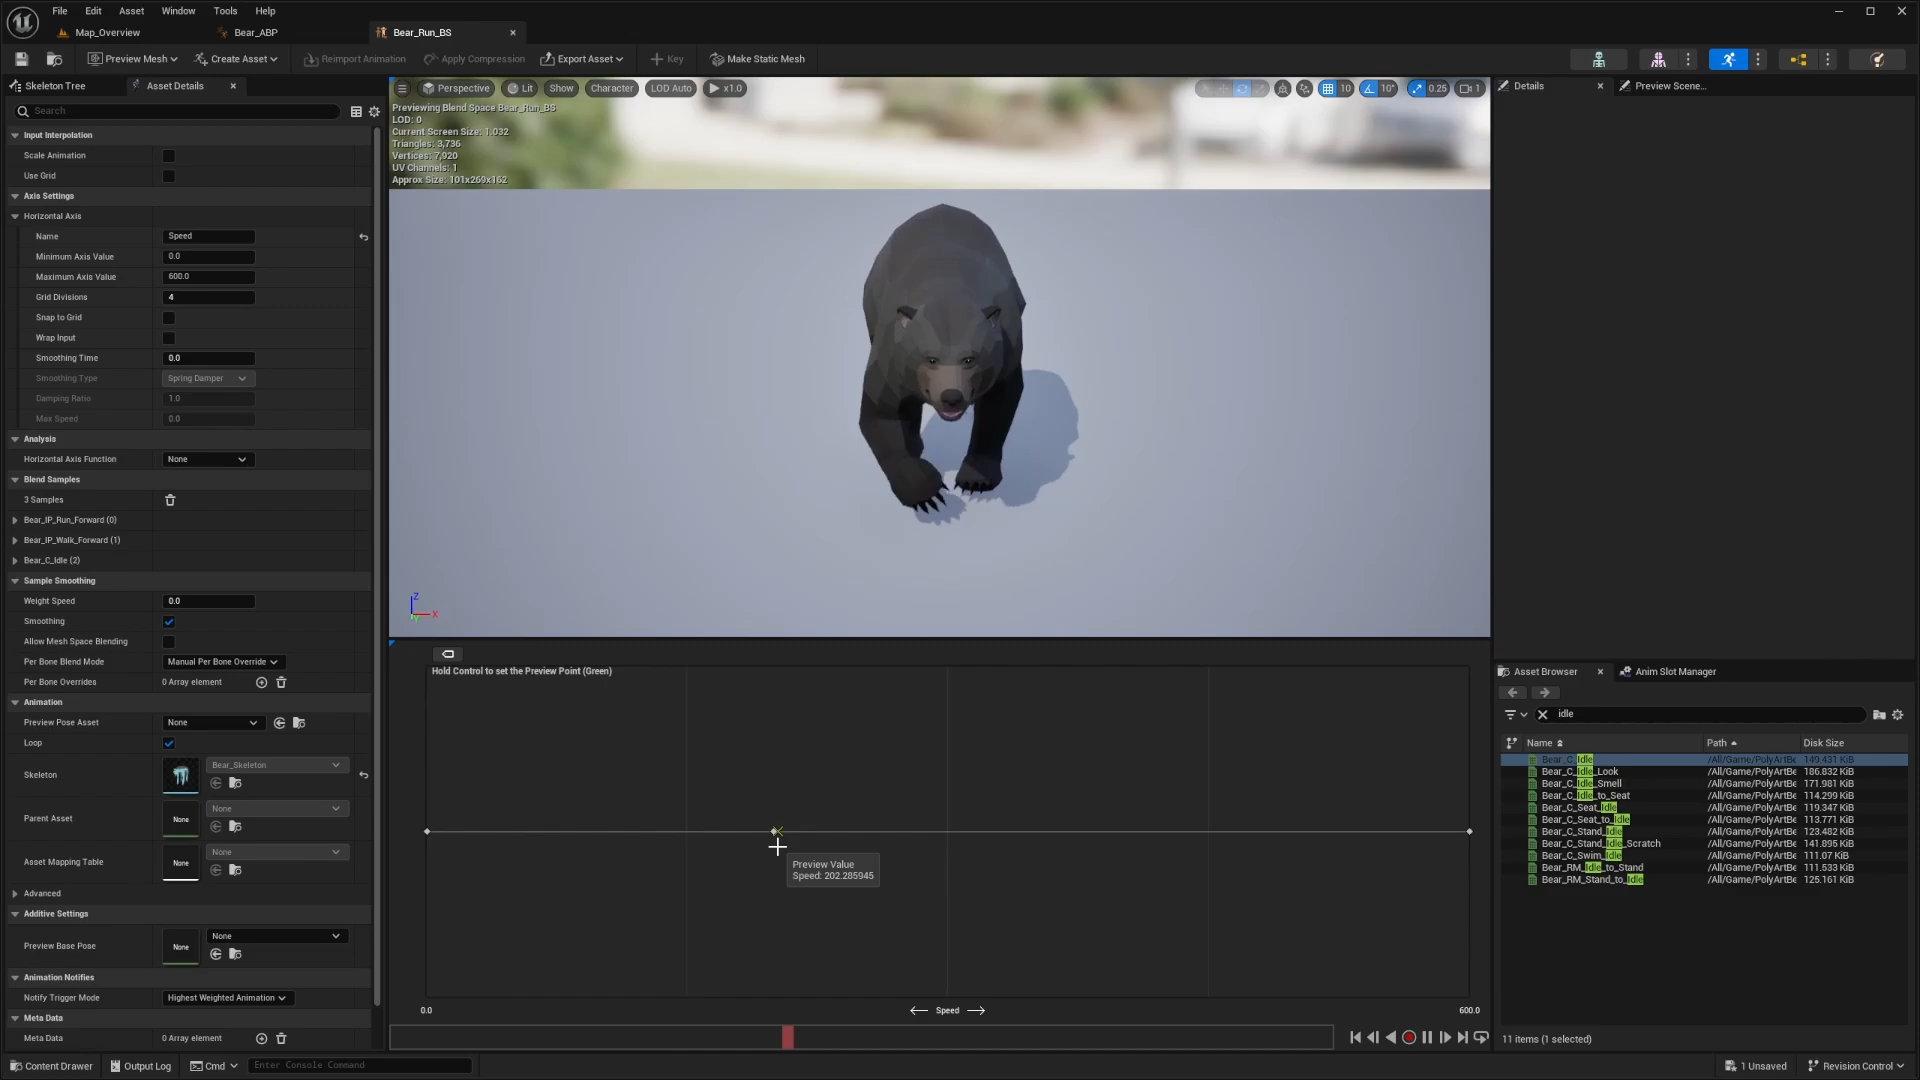 File Edit Asset Window Tools Help
Map_Overview Bear_ABP Bear_Run_BS
Preview Mesh Create Asset Reimport Animation Apply Compression Export Asset Key Make Static Mesh
Skeleton Tree Asset Details
Search
Input Interpolation
Scale Animation
Use Grid
Axis Settings
Horizontal Axis
Name Speed
Minimum Axis Value 0.0
Maximum Axis Value 600.0
Grid Divisions 4
Snap to Grid
Wrap Input
Smoothing Time 0.0
Smoothing Type Spring Damper
Damping Ratio 1.0
Max Speed 0.0
Analysis
Horizontal Axis Function None
Blend Samples
3 Samples
Bear_IP_Run_Forward (0)
Bear_IP_Walk_Forward (1)
Bear_C_Idle (2)
Sample Smoothing
Weight Speed 0.0
Smoothing
Allow Mesh Space Blending
Per Bone Blend Mode Manual Per Bone Override
Per Bone Overrides 0 Array element
Animation
Preview Pose Asset None
Loop
Skeleton Bear_Skeleton
Parent Asset None None
Asset Mapping Table None None
Advanced
Additive Settings
Preview Base Pose None None
Animation Notifies
Notify Trigger Mode Highest Weighted Animation
Meta Data
Meta Data 0 Array element
Perspective Lit Show Character LOD Auto x1.0
10 10° 0.25 1
Previewing Blend Space Bear_Run_BS
LOD: 0
Current Screen Size: 1.032
Triangles: 3,736
Vertices: 7,920
UV Channels: 1
Approx Size: 101x269x162
Z
X
Hold Control to set the Preview Point (Green)
Preview Value
Speed: 202.285945
0.0 Speed 600.0
Details Preview Scene...
Asset Browser Anim Slot Manager
idle
Name Path Disk Size
Bear_C_Idle /All/Game/PolyArtBe 149.431 KiB
Bear_C_Idle_Look /All/Game/PolyArtBe 186.832 KiB
Bear_C_Idle_Smell /All/Game/PolyArtBe 171.981 KiB
Bear_C_Idle_to_Seat /All/Game/PolyArtBe 114.299 KiB
Bear_C_Seat_Idle /All/Game/PolyArtBe 119.347 KiB
Bear_C_Seat_to_Idle /All/Game/PolyArtBe 113.771 KiB
Bear_C_Stand_Idle /All/Game/PolyArtBe 123.482 KiB
Bear_C_Stand_Idle_Scratch /All/Game/PolyArtBe 141.895 KiB
Bear_C_Swim_Idle /All/Game/PolyArtBe 111.07 KiB
Bear_RM_Idle_to_Stand /All/Game/PolyArtBe 111.533 KiB
Bear_RM_Stand_to_Idle /All/Game/PolyArtBe 125.161 KiB
11 items (1 selected)
Content Drawer Output Log Cmd Enter Console Command 1 Unsaved Revision Control